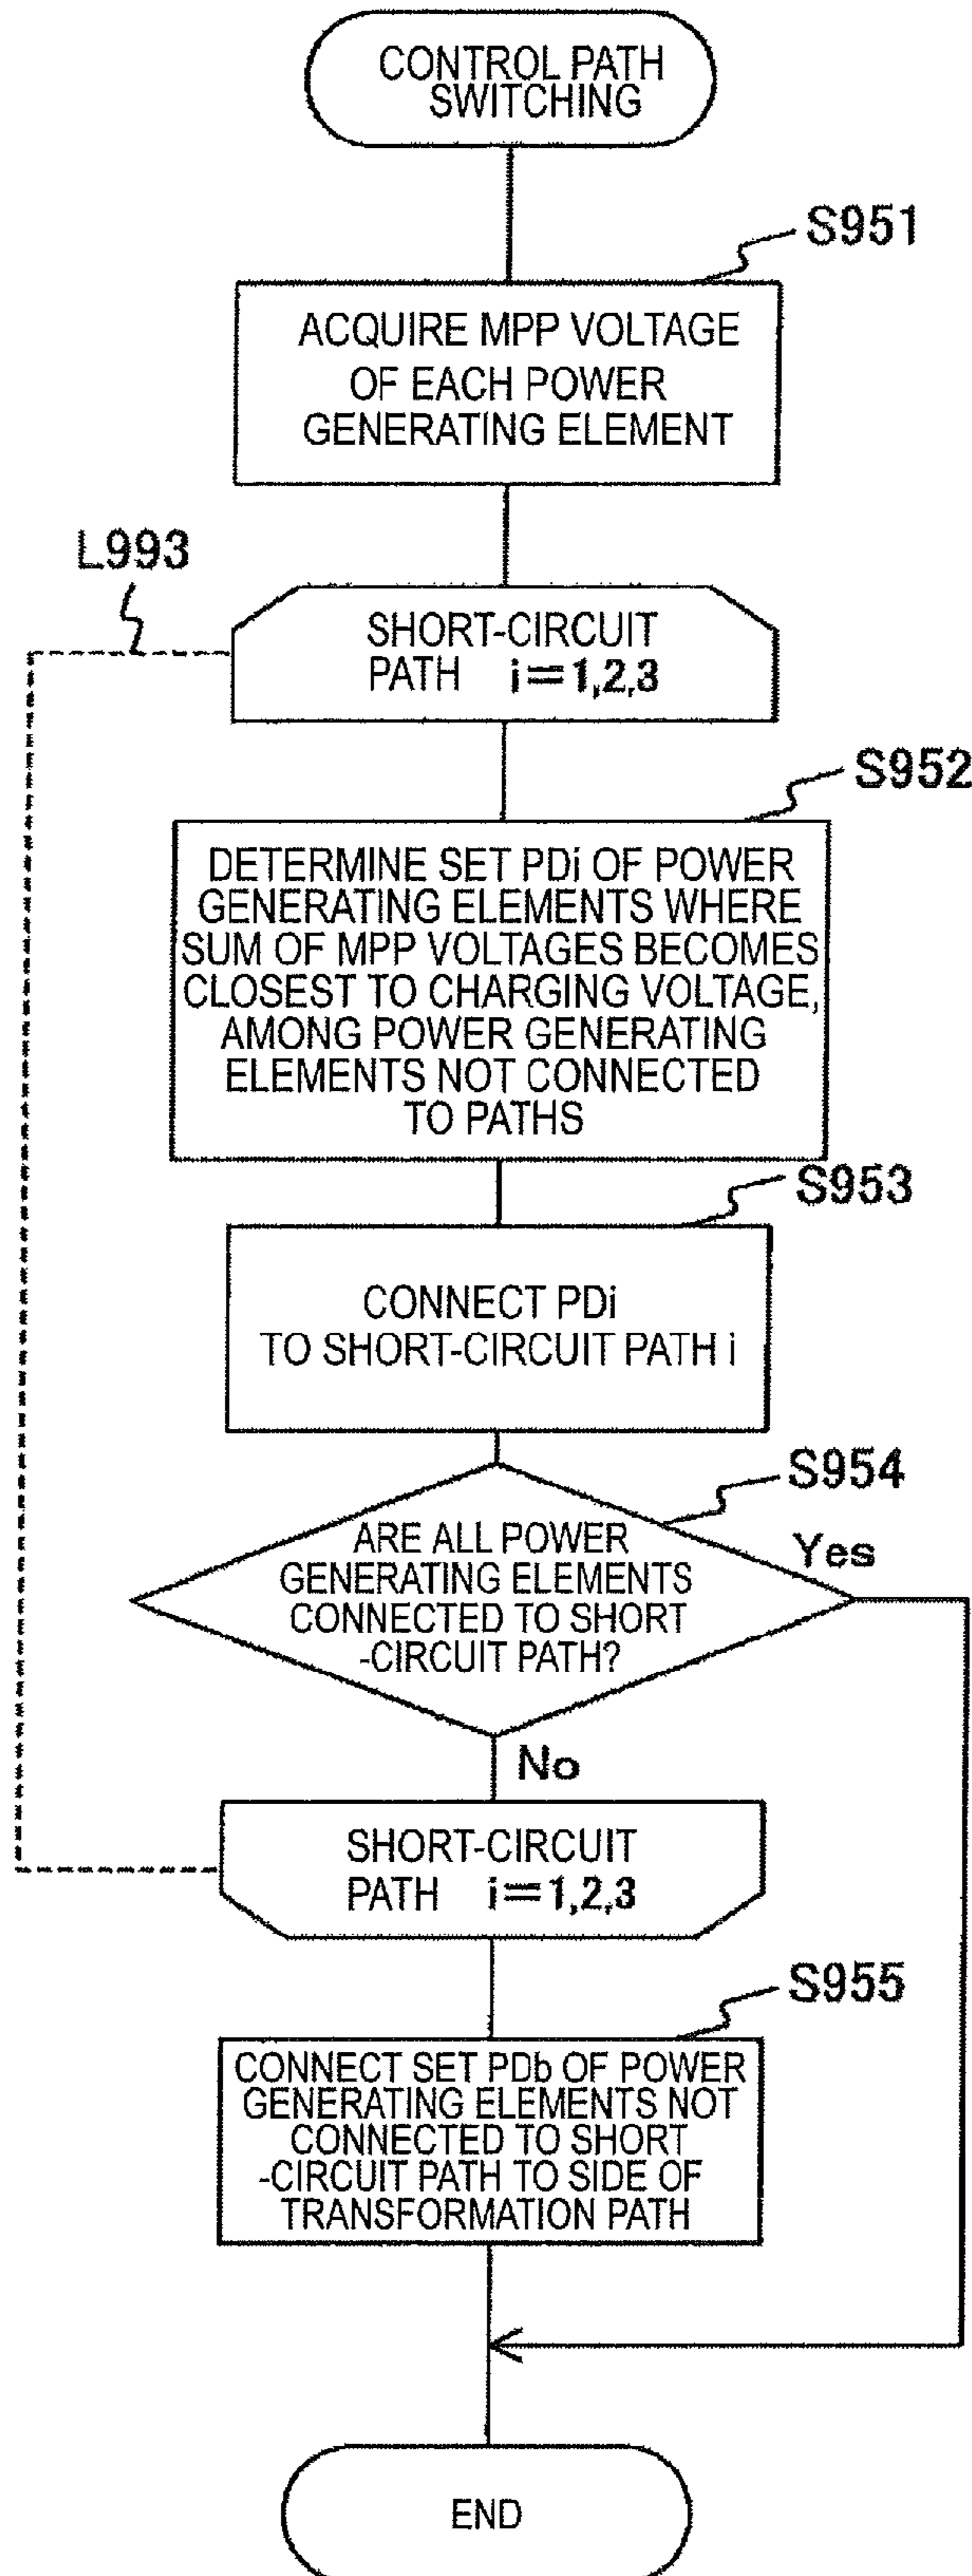 CONTROL PATH
SWITCHING
S951
ACQUIRE MPP VOLTAGE
OF EACH POWER
GENERATING ELEMENT
L993
SHORT-CIRCUIT
PATH i=1,2,3
S952
DETERMINE SET PDi OF POWER
GENERATING ELEMENTS WHERE
SUM OF MPP VOLTAGES BECOMES
CLOSEST TO CHARGING VOLTAGE,
AMONG POWER GENERATING
ELEMENTS NOT CONNECTED
TO PATHS
S953
CONNECT PDi
TO SHORT-CIRCUIT PATH i
S954
ARE ALL POWER
GENERATING ELEMENTS
CONNECTED TO SHORT
-CIRCUIT PATH?
Yes
No
SHORT-CIRCUIT
PATH i=1,2,3
S955
CONNECT SET PDb OF POWER
GENERATING ELEMENTS NOT
CONNECTED TO SHORT
-CIRCUIT PATH TO SIDE OF
TRANSFORMATION PATH
END